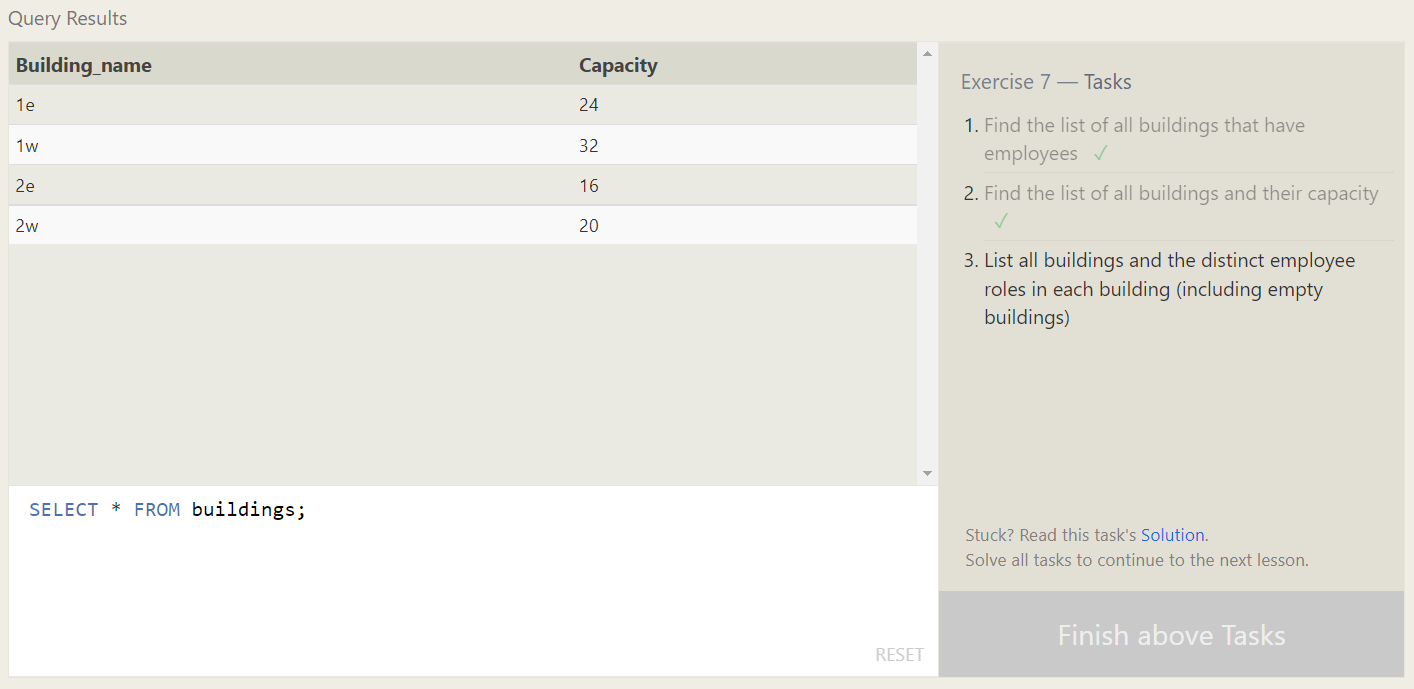 Query Results
Building_name Capacity
1e 24
1w 32
2e 16
2w 20
SELECT * FROM buildings;
RESET
Exercise 7 — Tasks
1. Find the list of all buildings that have
employees ✓
2. Find the list of all buildings and their capacity
✓
3. List all buildings and the distinct employee
roles in each building (including empty
buildings)
Stuck? Read this task's Solution.
Solve all tasks to continue to the next lesson.
Finish above Tasks